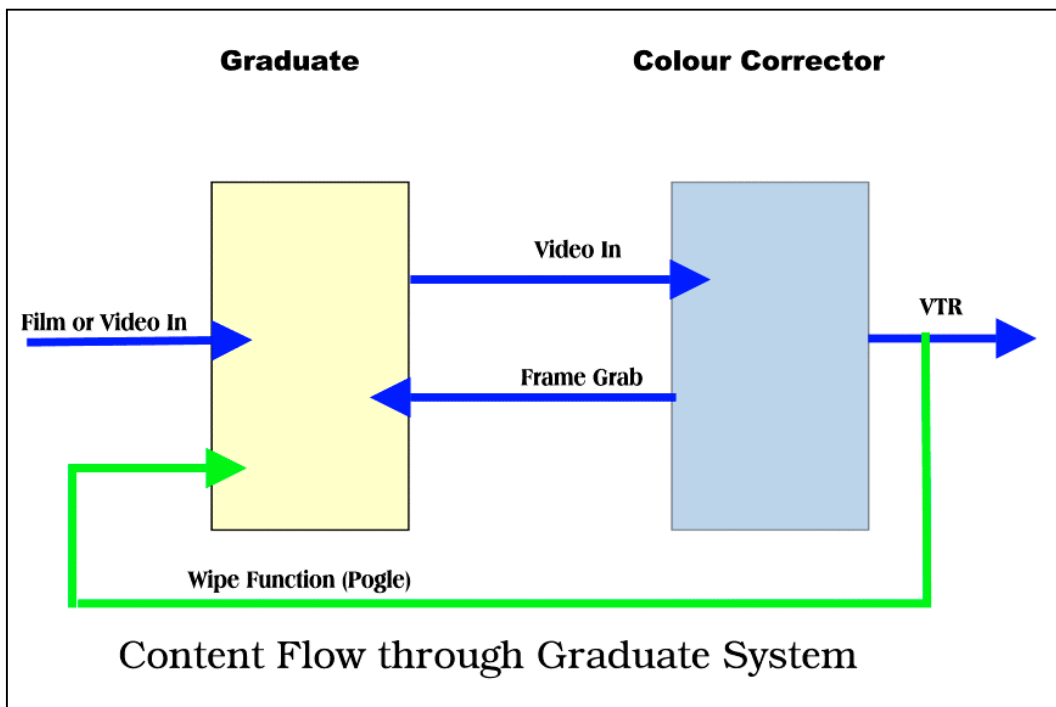 Graduate
Colour Corrector
Video In
Film or Video In
VTR
Frame Grab
Wipe Function (Pogle)
Content Flow through Graduate System